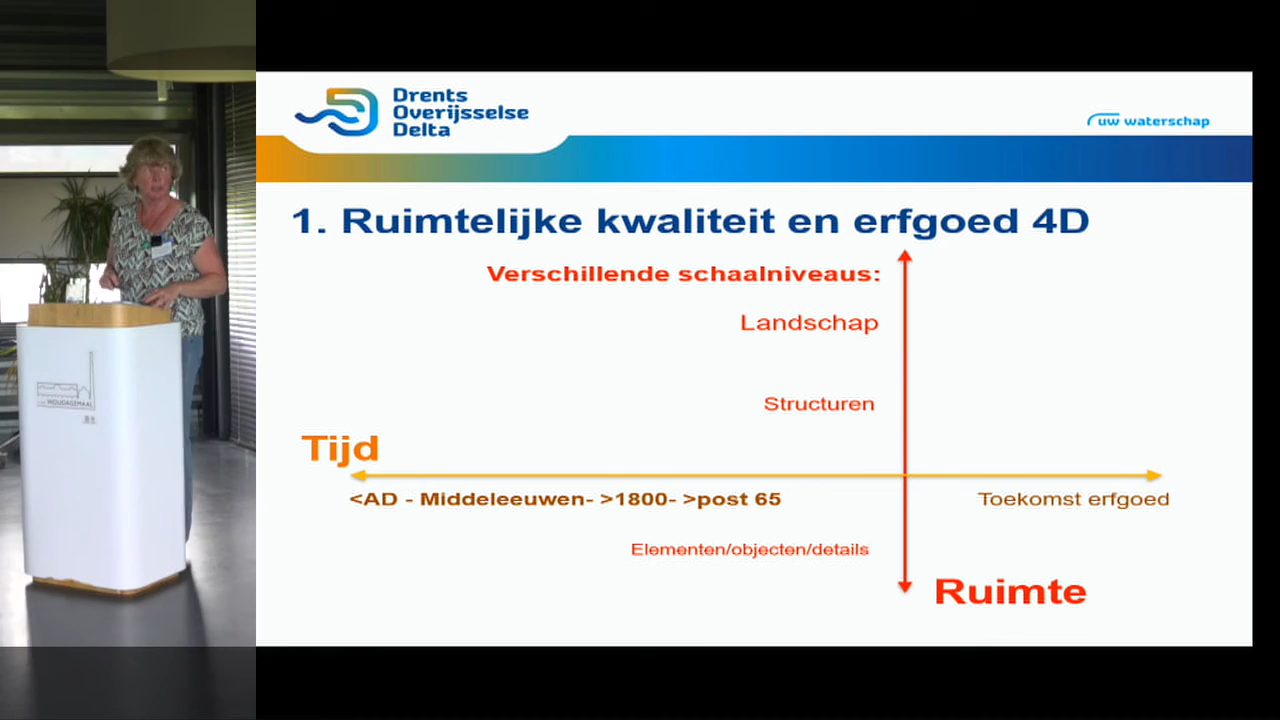 Drents
Overijsselse
Delta
uw waterschap
1. Ruimtelijke kwaliteit en erfgoed 4D
Verschillende schaalniveaus:
Landschap
Structuren
Tijd
<AD - Middeleeuwen- >1800- >post 65
Toekomst erfgoed
Elementen/objecten/details
Ruimte
WOUDAGEMAAL